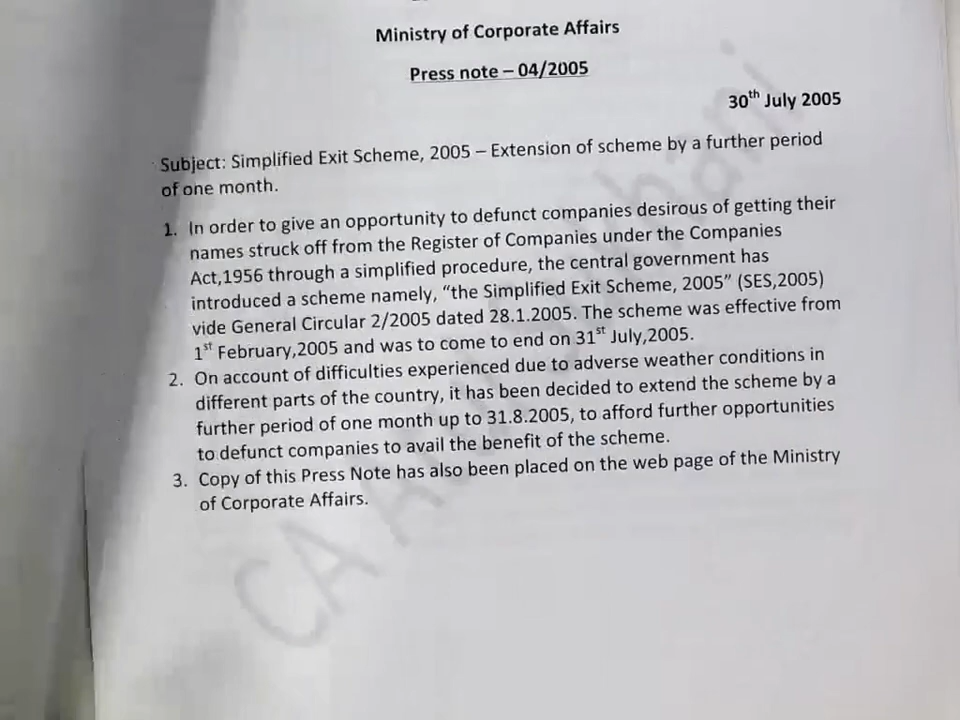 Ministry of Corporate Affairs
Press note – 04/2005
30th July 2005
Subject: Simplified Exit Scheme, 2005 – Extension of scheme by a further period
of one month.
1. In order to give an opportunity to defunct companies desirous of getting their
names struck off from the Register of Companies under the Companies
Act,1956 through a simplified procedure, the central government has
introduced a scheme namely, “the Simplified Exit Scheme, 2005” (SES,2005)
vide General Circular 2/2005 dated 28.1.2005. The scheme was effective from
1st February,2005 and was to come to end on 31st July,2005.
2. On account of difficulties experienced due to adverse weather conditions in
different parts of the country, it has been decided to extend the scheme by a
further period of one month up to 31.8.2005, to afford further opportunities
to defunct companies to avail the benefit of the scheme.
3. Copy of this Press Note has also been placed on the web page of the Ministry
of Corporate Affairs.
CA